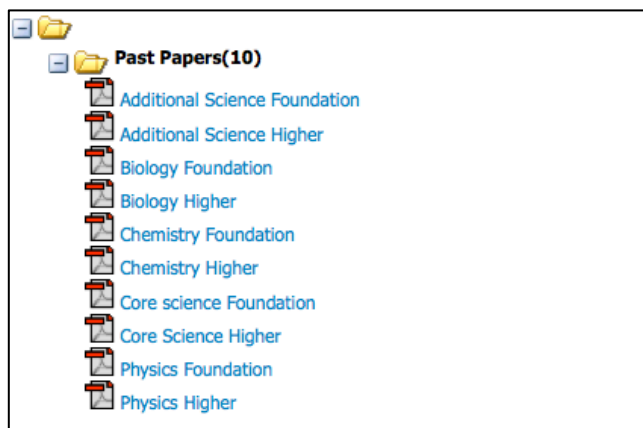 Past Papers(10)
Additional Science Foundation
Additional Science Higher
Biology Foundation
Biology Higher
Chemistry Foundation
Chemistry Higher
Core science Foundation
Core Science Higher
Physics Foundation
Physics Higher